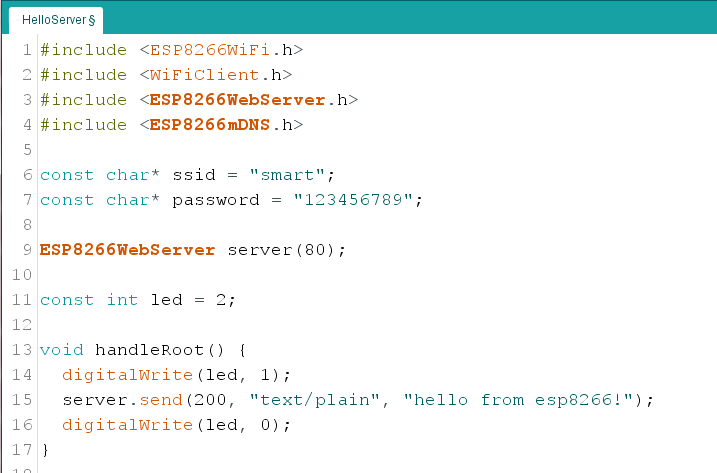 HelloServer §
1 #include <ESP8266WiFi.h>
2 #include <WiFiClient.h>
3 #include <ESP8266WebServer.h>
4 #include <ESP8266mDNS.h>
5
6 const char* ssid = "smart";
7 const char* password = "123456789";
8
9 ESP8266WebServer server(80);
10
11 const int led = 2;
12
13 void handleRoot() {
14   digitalWrite(led, 1);
15   server.send(200, "text/plain", "hello from esp8266!");
16   digitalWrite(led, 0);
17 }